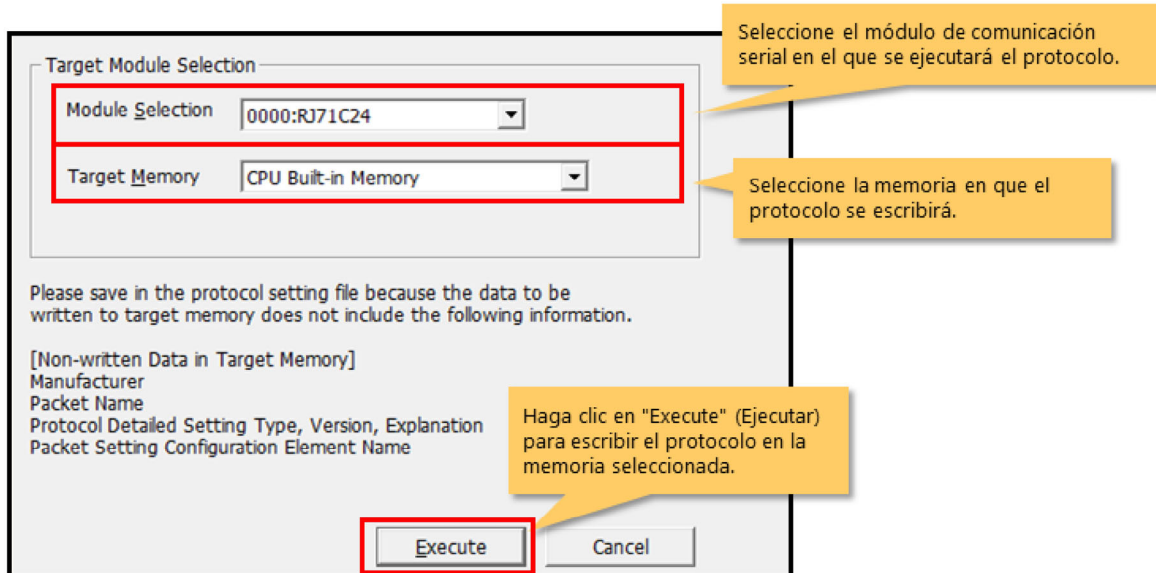 Seleccione el módulo de comunicación
serial en el que se ejecutará el protocolo.
Target Module Selection
Module Selection
0000:RJ71C24
Target Memory
CPU Built-in Memory
Seleccione la memoria en que el
protocolo se escribirá.
Please save in the protocol setting file because the data to be
written to target memory does not include the following information.
[Non-written Data in Target Memory]
Manufacturer
Packet Name
Protocol Detailed Setting Type, Version, Explanation
Packet Setting Configuration Element Name
Haga clic en "Execute" (Ejecutar)
para escribir el protocolo en la
memoria seleccionada.
Execute
Cancel